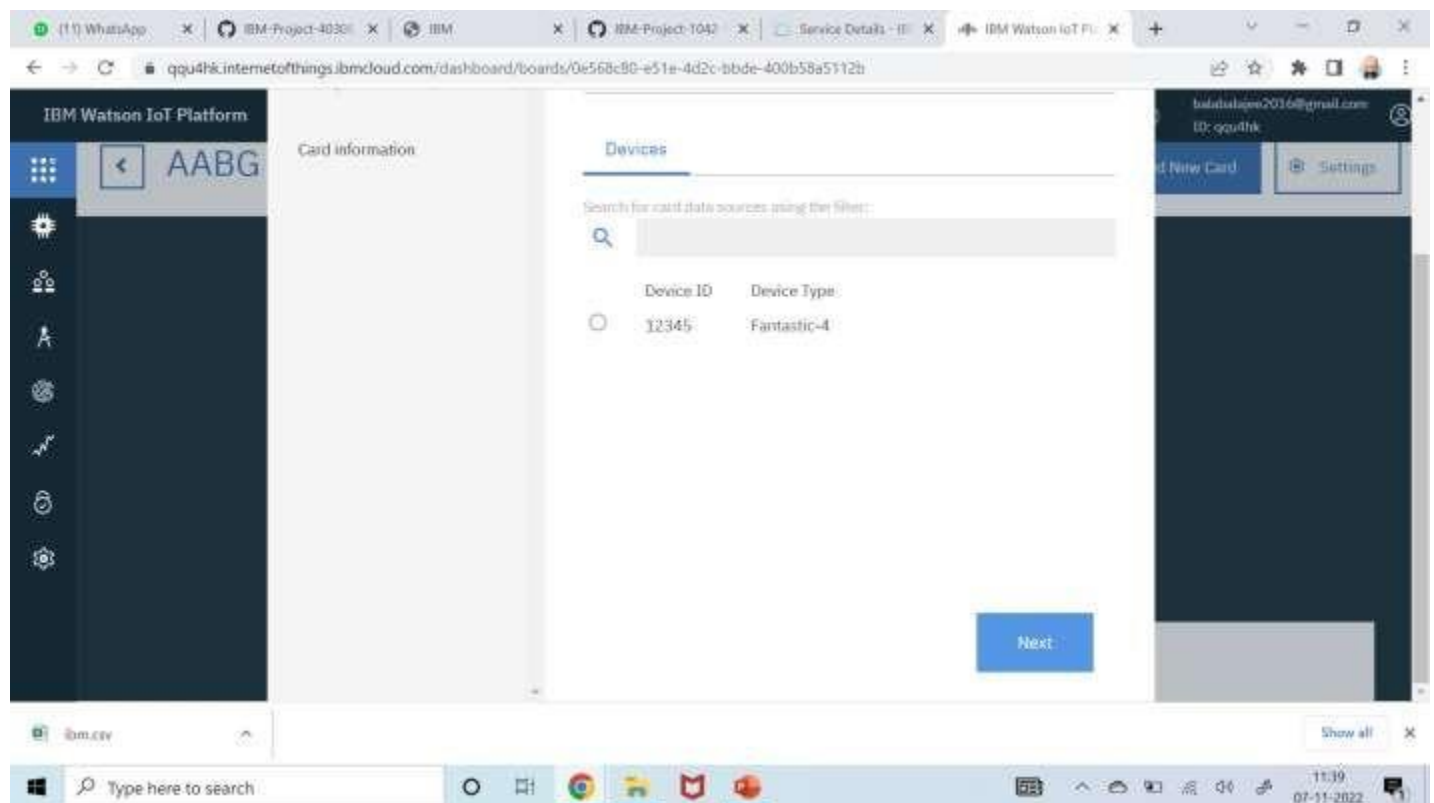 (11) WhatsApp
IBM-Project-4030
IBM
IBM-Project-1042
Service Details - IB
IBM Watson IoT Pl
qqu4hk.internetofthings.ibmcloud.com/dashboard/boards/0e568c80-e51e-4d2c-bbde-400b58a5112b
IBM Watson IoT Platform
ID: qqu4hk
AABG
Card information
Devices
d New Card
Settings
Search for card data sources using the filter:
Device ID Device Type
12345 Fantastic-4
Next
ibm.csv
Show all
Type here to search
11:39
07-11-2022